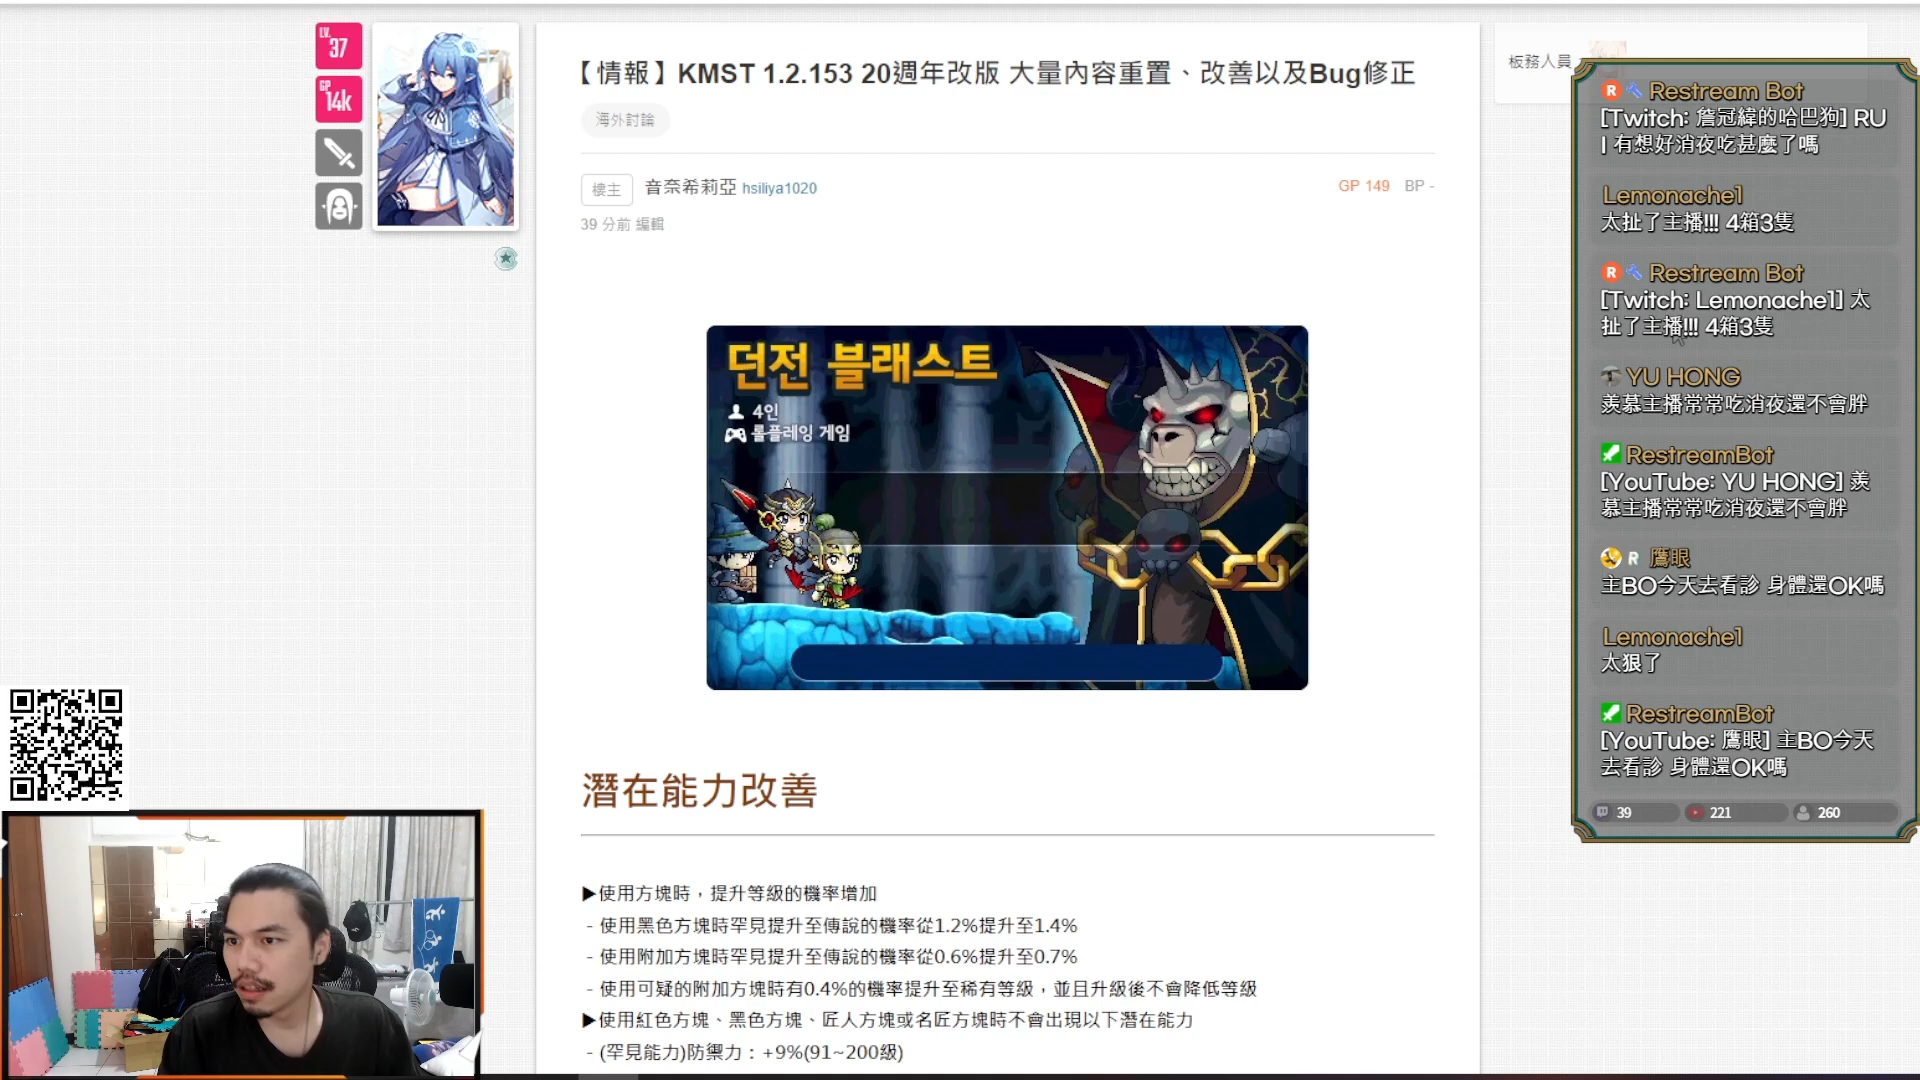 LV.
37
GP
14k
【情報】KMST 1.2.153 20週年改版 大量內容重置、改善以及Bug修正
海外討論
樓主 音奈希莉亞 hsiliya1020
GP 149 BP -
39 分前 編輯
던전 블래스트
4인
롤플레잉 게임
潛在能力改善
▶使用方塊時，提升等級的機率增加
- 使用黑色方塊時罕見提升至傳說的機率從1.2%提升至1.4%
- 使用附加方塊時罕見提升至傳說的機率從0.6%提升至0.7%
- 使用可疑的附加方塊時有0.4%的機率提升至稀有等級，並且升級後不會降低等級
▶使用紅色方塊、黑色方塊、匠人方塊或名匠方塊時不會出現以下潛在能力
- (罕見能力)防禦力：+9%(91~200級)
板務人員
Restream Bot
[Twitch: 詹冠緯的哈巴狗] RU
I 有想好消夜吃甚麼了嗎
Lemonache1
太扯了主播!!! 4箱3隻
Restream Bot
[Twitch: Lemonache1] 太
扯了主播!!! 4箱3隻
YU HONG
羨慕主播常常吃消夜還不會胖
RestreamBot
[YouTube: YU HONG] 羨
慕主播常常吃消夜還不會胖
R 鷹眼
主BO今天去看診 身體還OK嗎
Lemonache1
太狠了
RestreamBot
[YouTube: 鷹眼] 主BO今天
去看診 身體還OK嗎
39 221 260